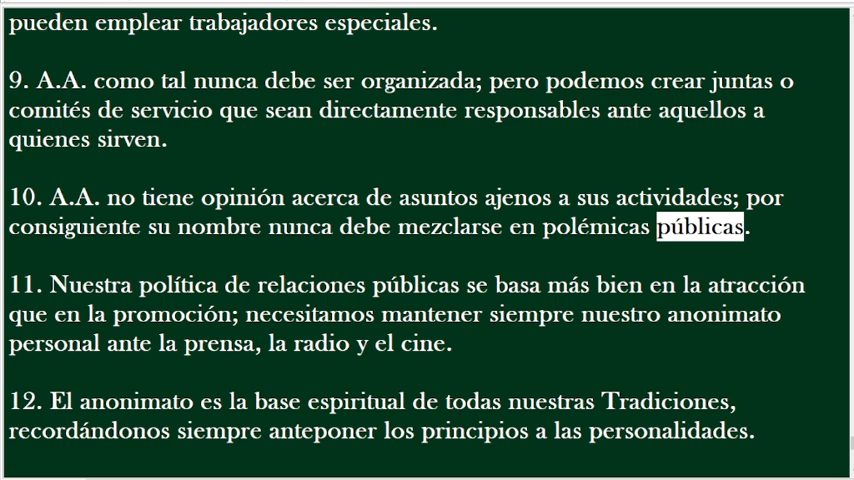 pueden emplear trabajadores especiales.
9. A.A. como tal nunca debe ser organizada; pero podemos crear juntas o
comités de servicio que sean directamente responsables ante aquellos a
quienes sirven.
10. A.A. no tiene opinión acerca de asuntos ajenos a sus actividades; por
consiguiente su nombre nunca debe mezclarse en polémicas públicas.
11. Nuestra política de relaciones públicas se basa más bien en la atracción
que en la promoción; necesitamos mantener siempre nuestro anonimato
personal ante la prensa, la radio y el cine.
12. El anonimato es la base espiritual de todas nuestras Tradiciones,
recordándonos siempre anteponer los principios a las personalidades.